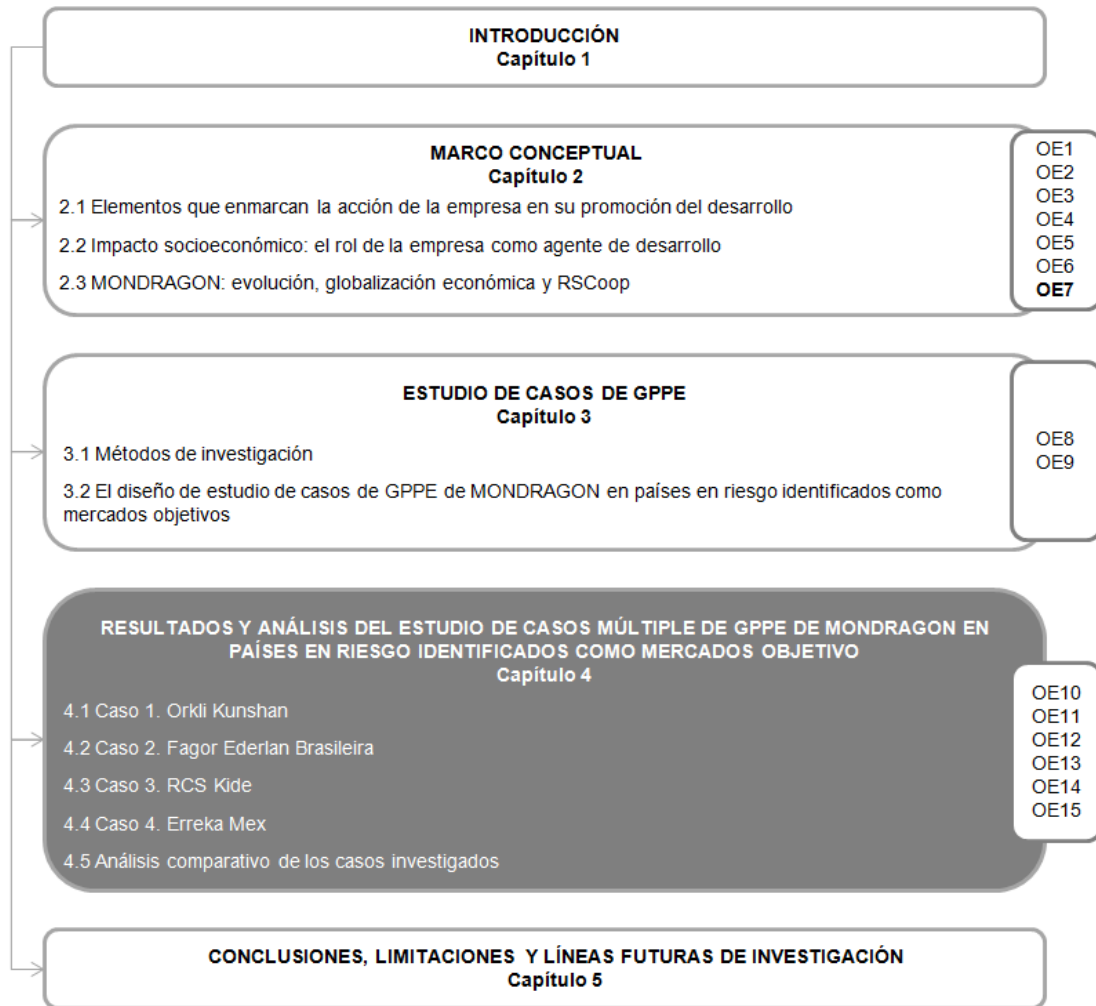 INTRODUCCIÓN
Capítulo 1
MARCO CONCEPTUAL
Capítulo 2
2.1 Elementos que enmarcan la acción de la empresa en su promoción del desarrollo
2.2 Impacto socioeconómico: el rol de la empresa como agente de desarrollo
2.3 MONDRAGON: evolución, globalización económica y RSCoop
OE1
OE2
OE3
OE4
OE5
OE6
OE7
ESTUDIO DE CASOS DE GPPE
Capítulo 3
3.1 Métodos de investigación
3.2 El diseño de estudio de casos de GPPE de MONDRAGON en países en riesgo identificados como
mercados objetivos
OE8
OE9
RESULTADOS Y ANÁLISIS DEL ESTUDIO DE CASOS MÚLTIPLE DE GPPE DE MONDRAGON EN
PAÍSES EN RIESGO IDENTIFICADOS COMO MERCADOS OBJETIVO
Capítulo 4
4.1 Caso 1. Orkli Kunshan
4.2 Caso 2. Fagor Ederlan Brasileira
4.3 Caso 3. RCS Kide
4.4 Caso 4. Erreka Mex
4.5 Análisis comparativo de los casos investigados
OE10
OE11
OE12
OE13
OE14
OE15
CONCLUSIONES, LIMITACIONES Y LÍNEAS FUTURAS DE INVESTIGACIÓN
Capítulo 5